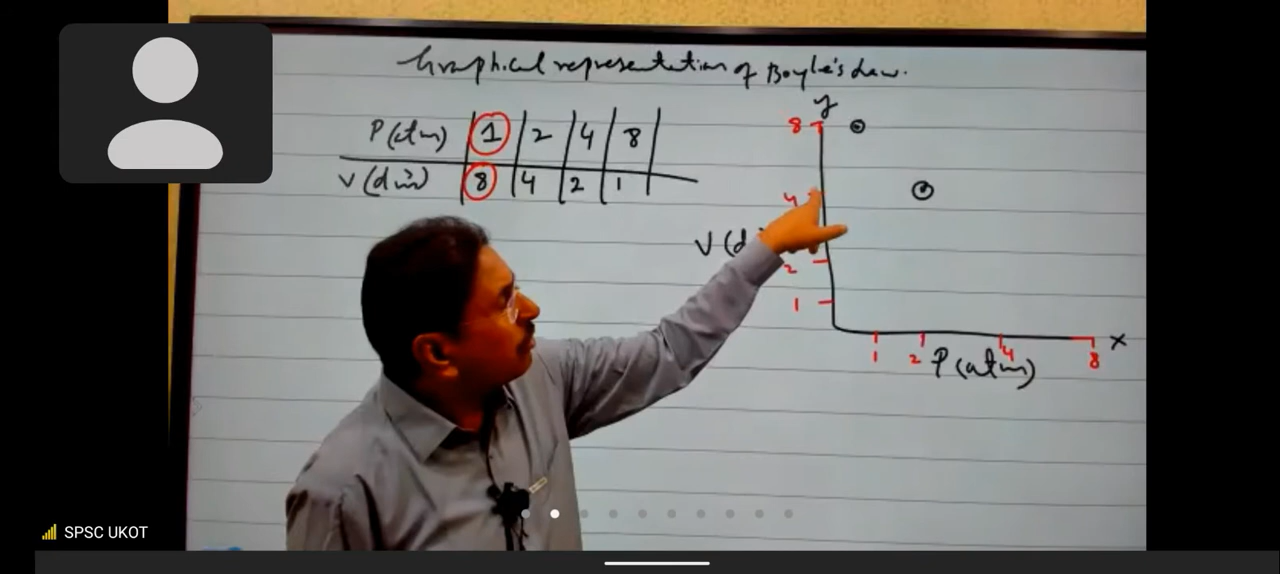 Graphical representation of Boyle's Law.
P(atm) | 1 | 2 | 4 | 8 |
V(dm³) | 8 | 4 | 2 | 1 |
y
8
4
V(d
2
1
x
1 2 4 8
P(atm)
SPSC UKOT